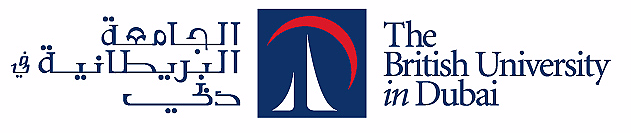 الجامعة
البريطانية في
دبي
The
British University
in Dubai